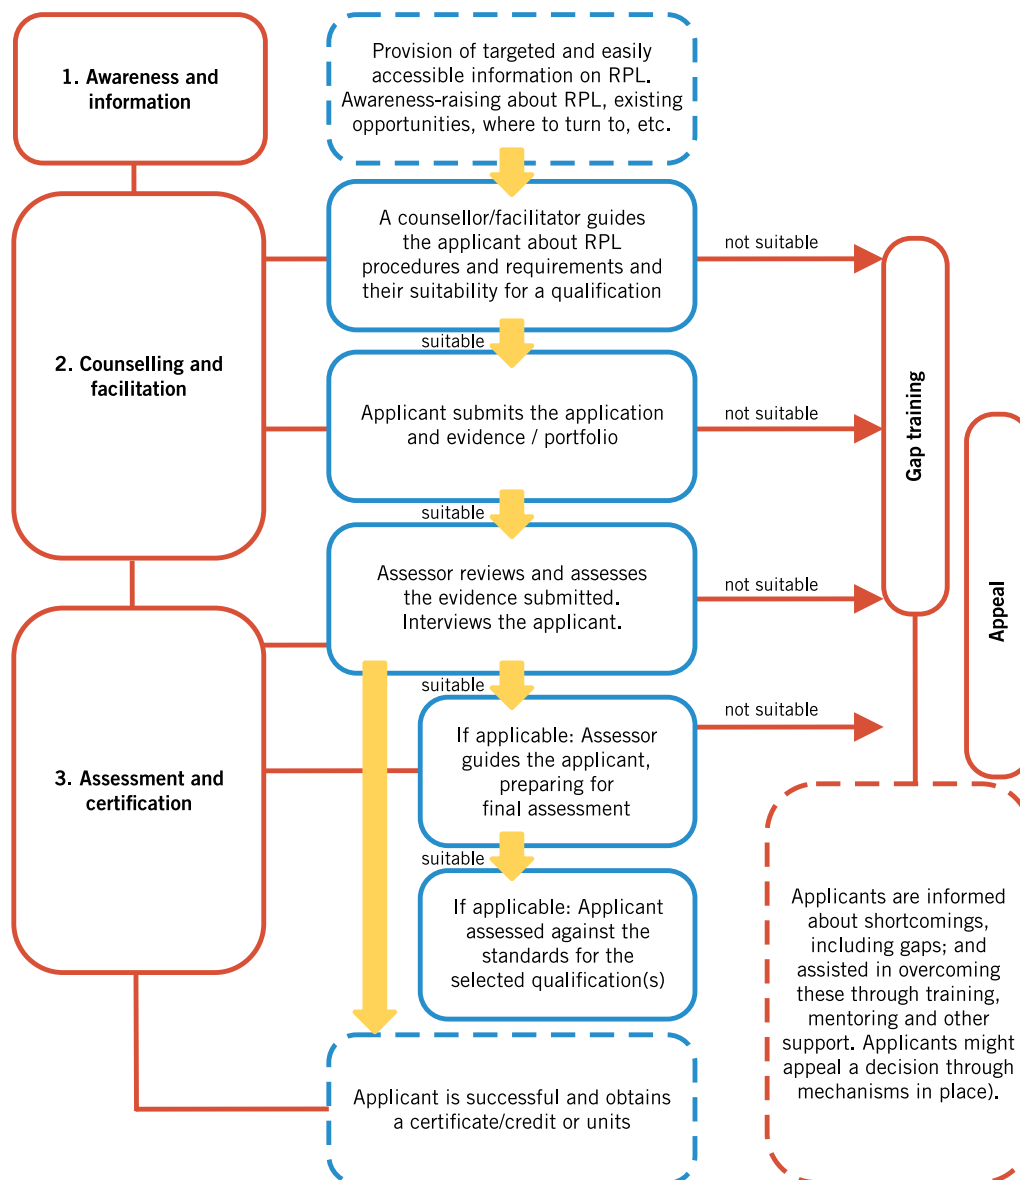 1. Awareness and
information
Provision of targeted and easily
accessible information on RPL.
Awareness-raising about RPL, existing
opportunities, where to turn to, etc.
2. Counselling and
facilitation
A counsellor/facilitator guides
the applicant about RPL
procedures and requirements and
their suitability for a qualification
not suitable
suitable
Applicant submits the application
and evidence / portfolio
not suitable
suitable
Gap training
Appeal
3. Assessment and
certification
Assessor reviews and assesses
the evidence submitted.
Interviews the applicant.
not suitable
suitable
If applicable: Assessor
guides the applicant,
preparing for
final assessment
not suitable
suitable
If applicable: Applicant
assessed against the
standards for the
selected qualification(s)
Applicants are informed
about shortcomings,
including gaps; and
assisted in overcoming
these through training,
mentoring and other
support. Applicants might
appeal a decision through
mechanisms in place).
Applicant is successful and obtains
a certificate/credit or units